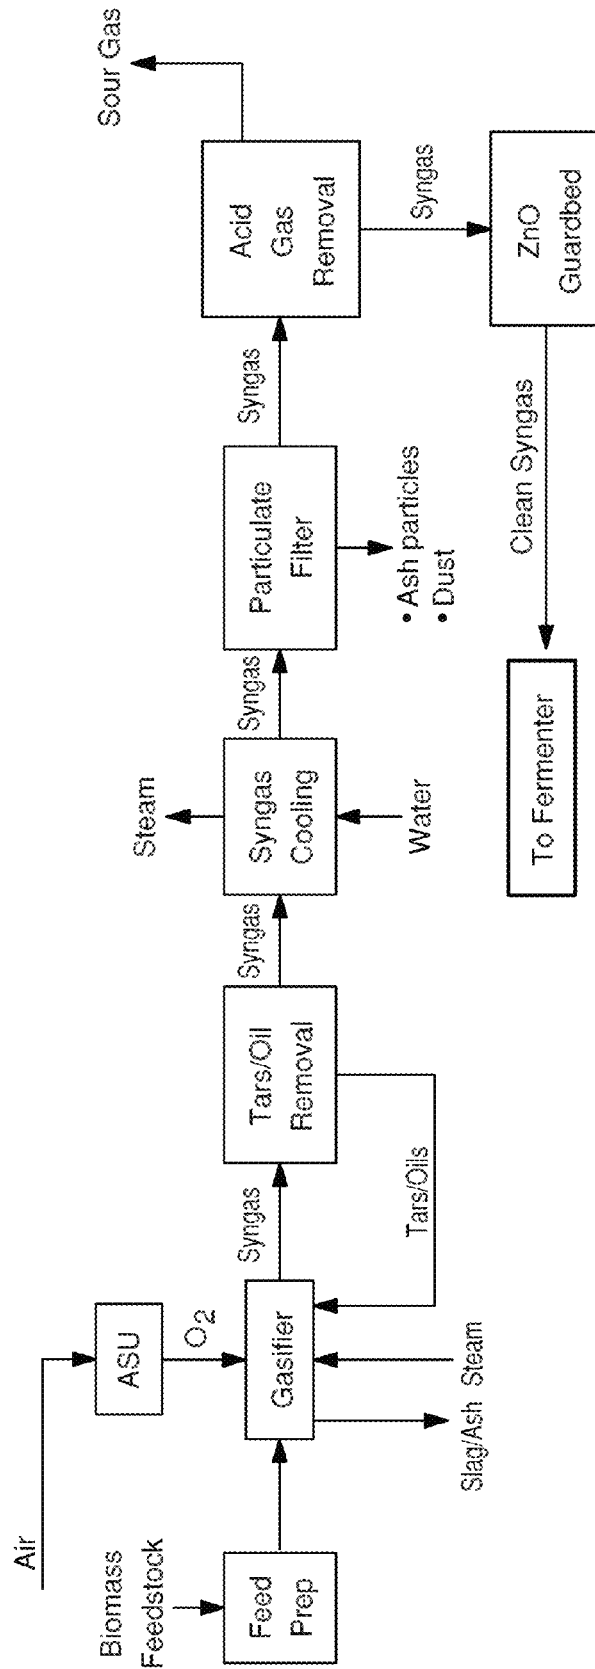 Air
ASU
O2
Biomass
Feedstock
Feed
Prep
Gasifier
Slag/Ash
Steam
Syngas
Tars/Oils
Tars/Oil
Removal
Syngas
Steam
Syngas
Cooling
Water
Syngas
Particulate
Filter
• Ash particles
• Dust
Syngas
Acid
Gas
Removal
Sour Gas
Syngas
ZnO
Guardbed
Clean Syngas
To Fermenter